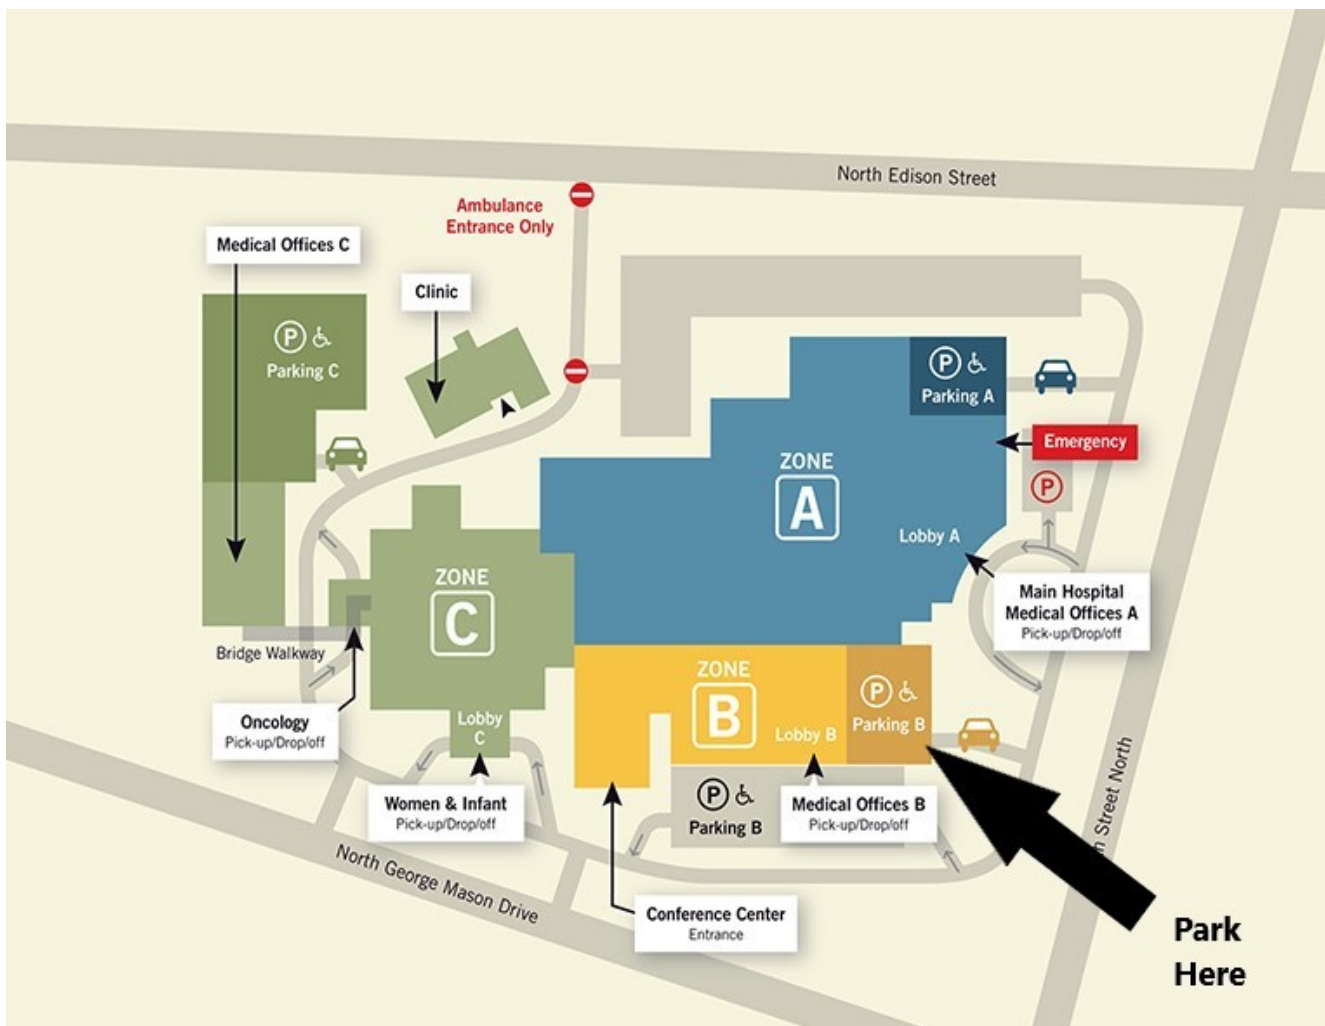 North Edison Street
Ambulance
Entrance Only
Medical Offices C
Clinic
P
Parking C
P
Parking A
Emergency
P
ZONE
A
Lobby A
Main Hospital
Medical Offices A
Pick-up/Drop/off
ZONE
C
Bridge Walkway
Oncology
Pick-up/Drop/off
Lobby
C
ZONE
B
Lobby B
P
Parking B
Women & Infant
Pick-up/Drop/off
P
Parking B
Medical Offices B
Pick-up/Drop/off
Street North
North George Mason Drive
Conference Center
Entrance
Park
Here